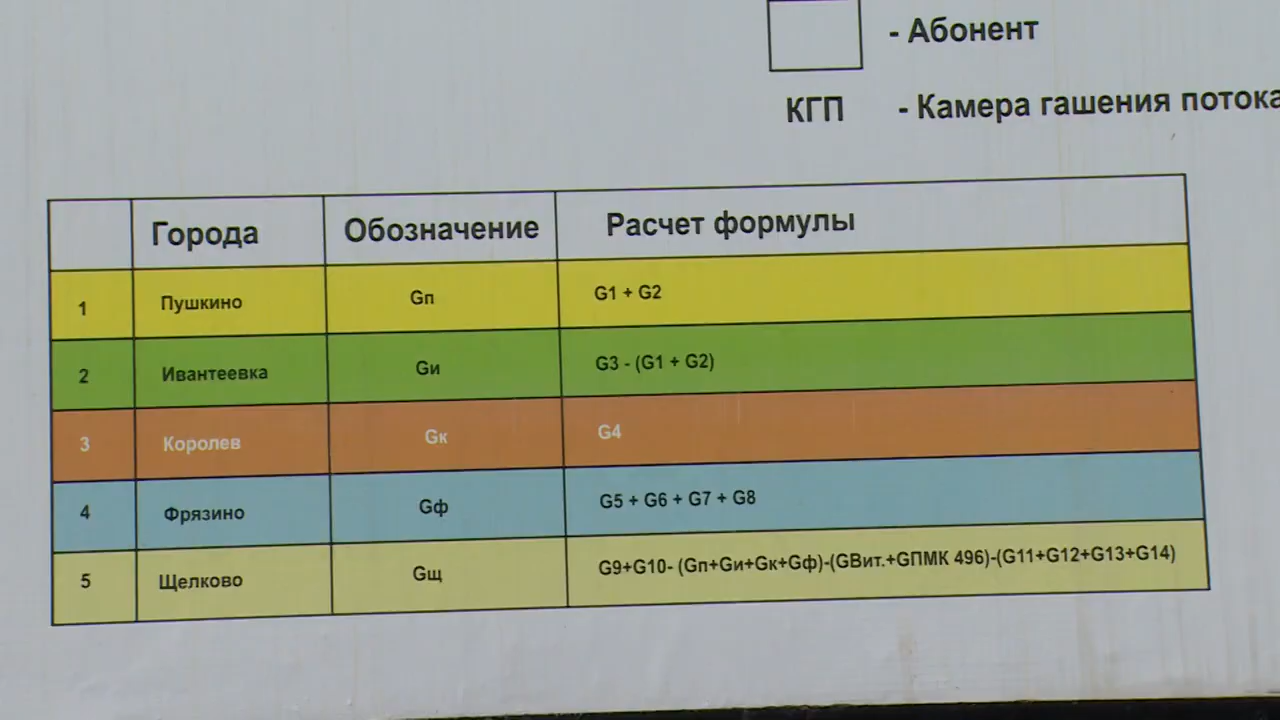 - Абонент
КГП - Камера гашения потока
Города Обозначение Расчет формулы
1 Пушкино Gп G1 + G2
2 Ивантеевка Gи G3 - (G1 + G2)
3 Королев Gк G4
4 Фрязино Gф G5 + G6 + G7 + G8
5 Щелково Gщ G9+G10- (Gп+Gи+Gк+Gф)-(GВит.+GПМК 496)-(G11+G12+G13+G14)